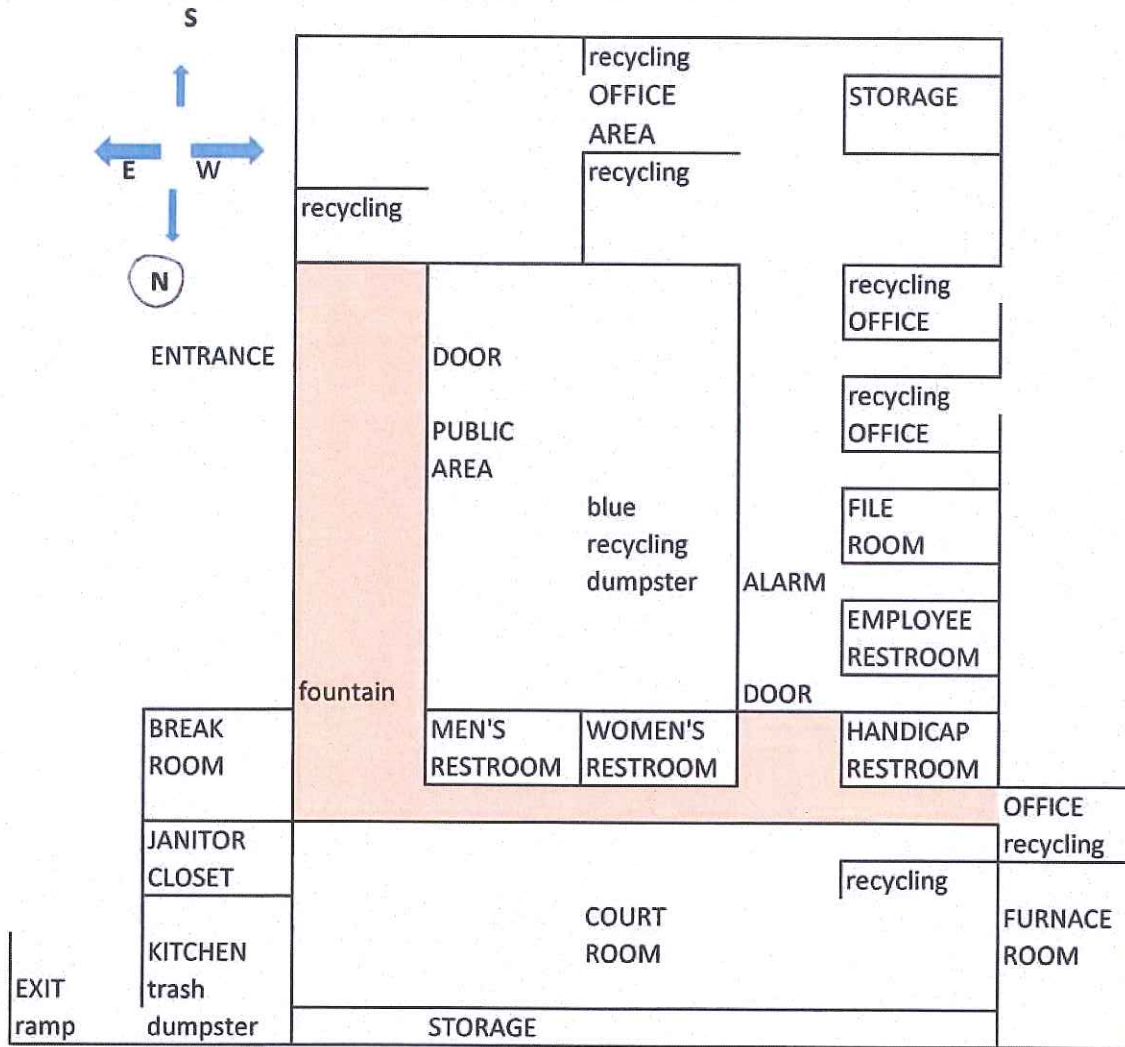 S
recycling
OFFICE
AREA
STORAGE
E W
recycling
recycling
N
recycling
OFFICE
ENTRANCE
DOOR
recycling
OFFICE
PUBLIC
AREA
blue
recycling
dumpster
FILE
ROOM
ALARM
EMPLOYEE
RESTROOM
fountain
DOOR
BREAK
ROOM
MEN'S
RESTROOM
WOMEN'S
RESTROOM
HANDICAP
RESTROOM
OFFICE
recycling
JANITOR
CLOSET
recycling
COURT
ROOM
FURNACE
ROOM
KITCHEN
trash
dumpster
EXIT
ramp
STORAGE